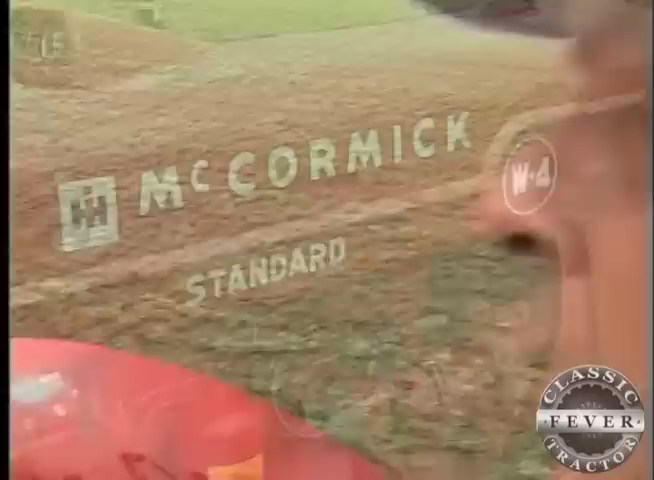 IH McCORMICK
W-4
STANDARD
CLASSIC
FEVER
TRACTOR